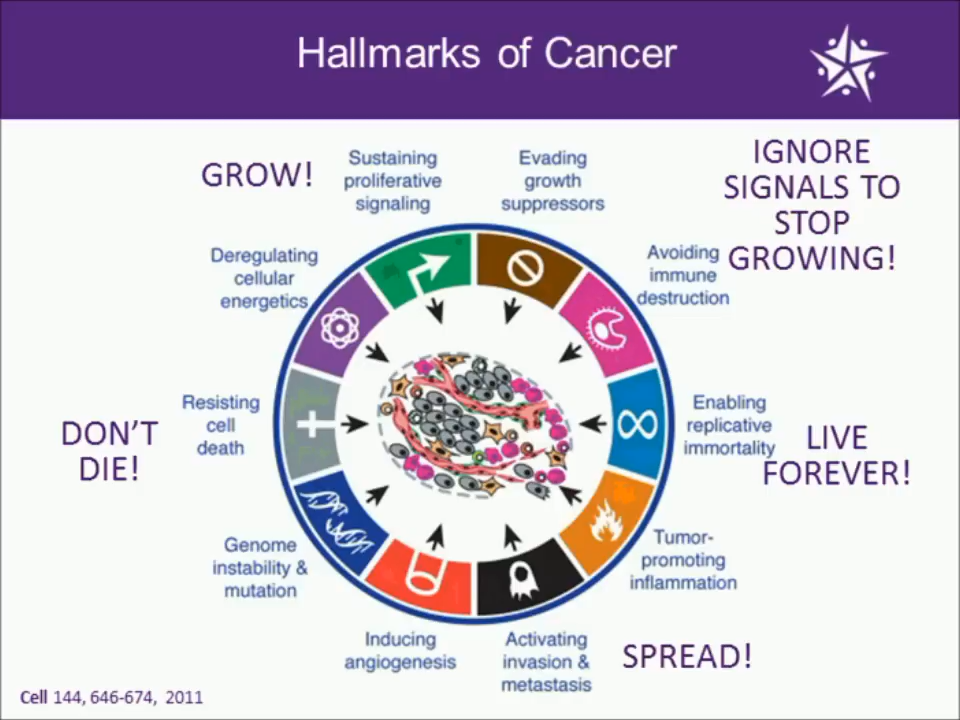 Hallmarks of Cancer
GROW!
Sustaining
proliferative
signaling
Evading
growth
suppressors
IGNORE
SIGNALS TO
STOP
GROWING!
Deregulating
cellular
energetics
Avoiding
immune
destruction
Resisting
cell
death
DON'T
DIE!
Enabling
replicative
immortality
LIVE
FOREVER!
Genome
instability &
mutation
Tumor-
promoting
inflammation
Inducing
angiogenesis
Activating
invasion &
metastasis
SPREAD!
Cell 144, 646-674, 2011